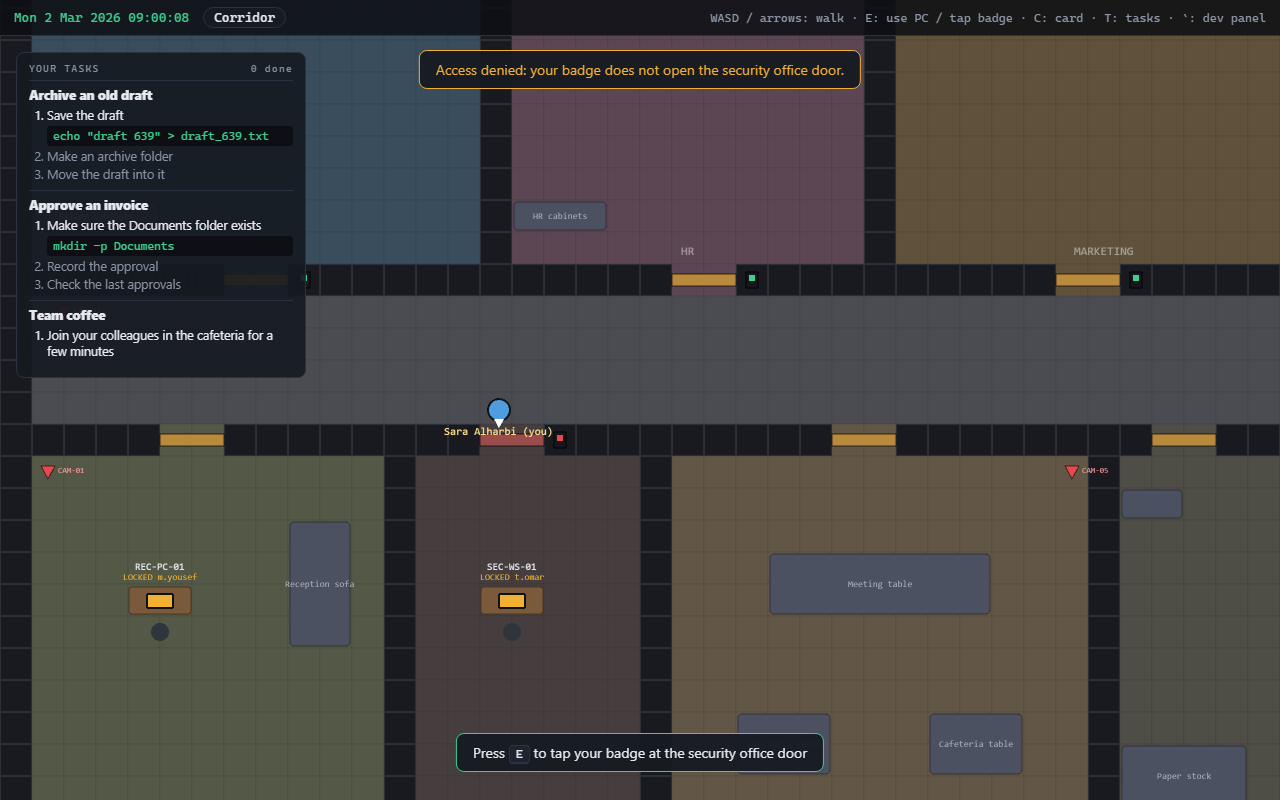 Mon 2 Mar 2026 09:00:08
Corridor
WASD / arrows: walk · E: use PC / tap badge · C: card · T: tasks · `: dev panel
YOUR TASKS
0 done
Archive an old draft
1. Save the draft
echo "draft 639" > draft_639.txt
2. Make an archive folder
3. Move the draft into it
Approve an invoice
1. Make sure the Documents folder exists
mkdir -p Documents
2. Record the approval
3. Check the last approvals
Team coffee
1. Join your colleagues in the cafeteria for a
few minutes
Access denied: your badge does not open the security office door.
HR cabinets
HR
MARKETING
Sara Alharbi (you)
CAM-01
CAM-05
REC-PC-01
LOCKED m.yousef
Reception sofa
SEC-WS-01
LOCKED t.omar
Meeting table
Cafeteria table
Paper stock
Press E to tap your badge at the security office door